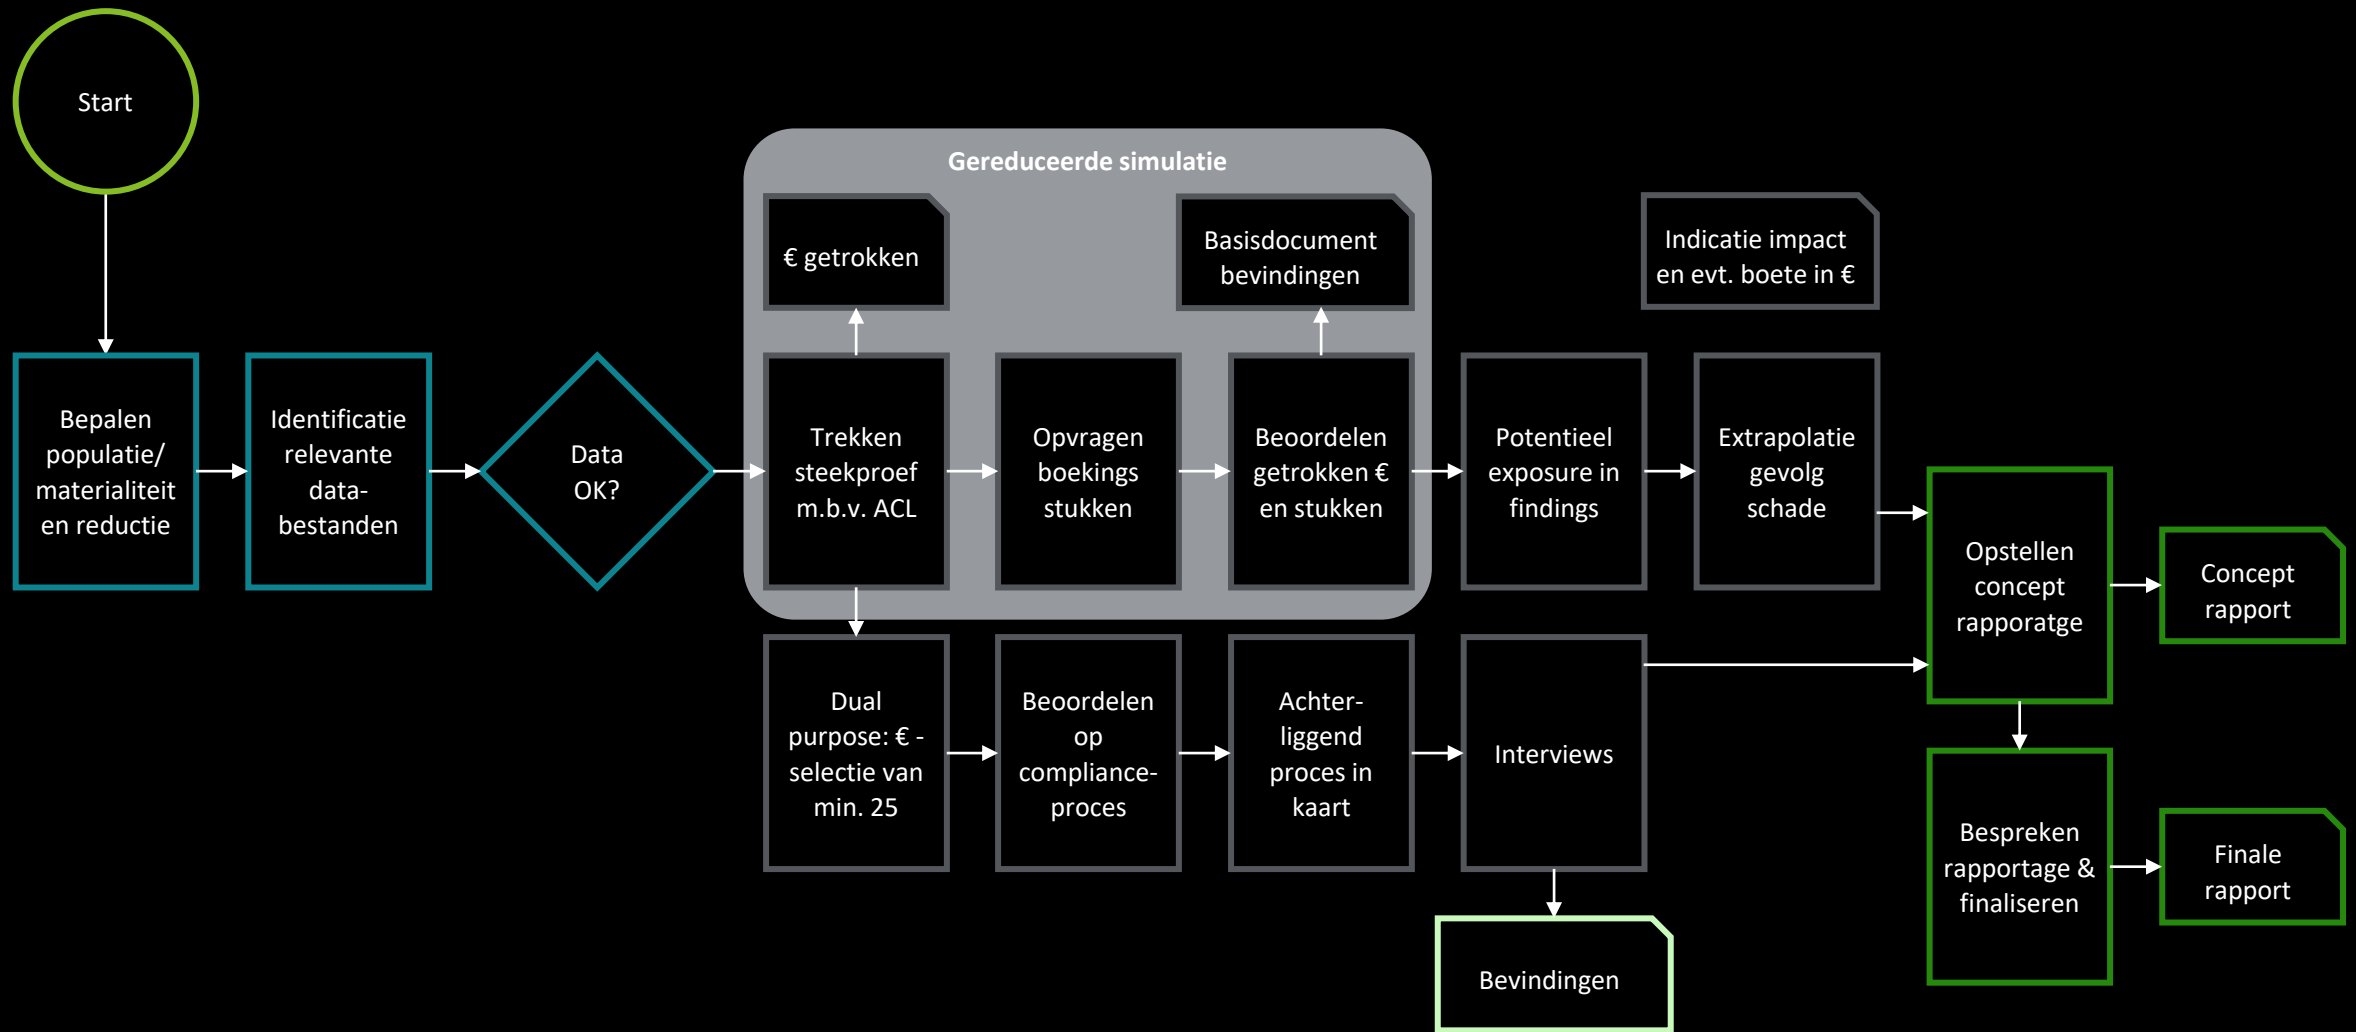 Start
Gereduceerde simulatie
€ getrokken
Basisdocument
bevindingen
Indicatie impact
en evt. boete in €
Bepalen
populatie/
materialiteit
en reductie
Identificatie
relevante
data-
bestanden
Data
OK?
Trekken
steekproef
m.b.v. ACL
Opvragen
boekings
stukken
Beoordelen
getrokken €
en stukken
Potentieel
exposure in
findings
Extrapolatie
gevolg
schade
Opstellen
concept
rapporatge
Concept
rapport
Dual
purpose: € -
selectie van
min. 25
Beoordelen
op
compliance-
proces
Achter-
liggend
proces in
kaart
Interviews
Bespreken
rapportage &
finaliseren
Finale
rapport
Bevindingen